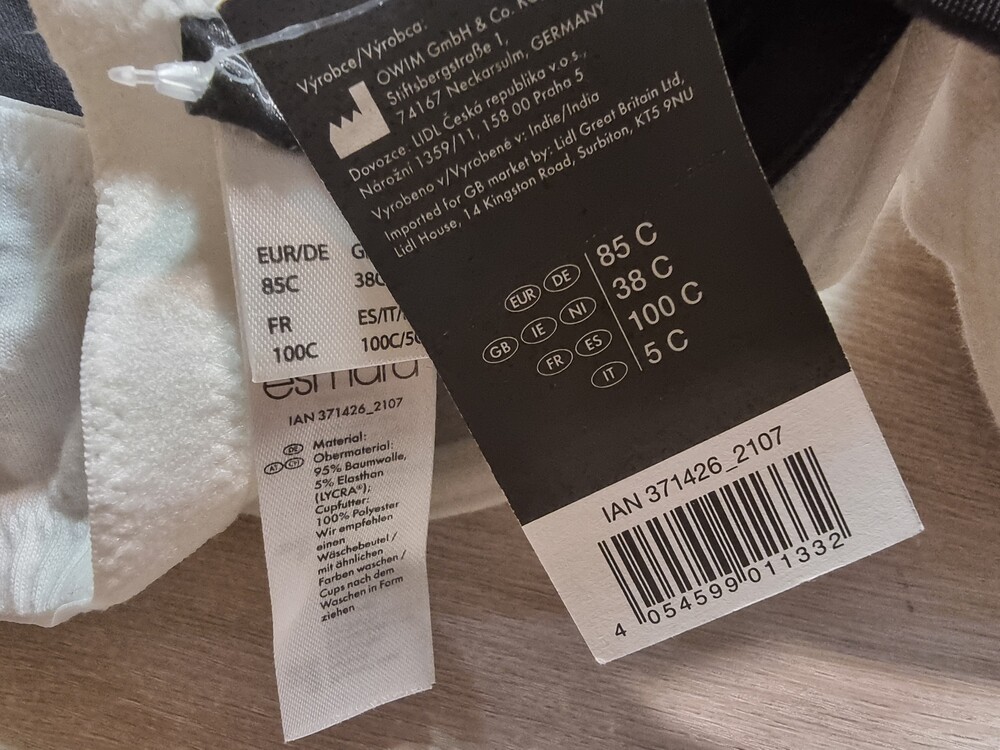 Výrobce/Výrobca:
OWIM GmbH & Co.
Stiftsbergstraße 1,
74167 Neckarsulm, GERMANY
Dovozce: LIDL Česká republika v.o.s.,
Nárožní 1359/11, 158 00 Praha 5
Vyrobeno v/Vyrobené v: Indie/India
Imported for GB market by: Lidl Great Britain Ltd,
Lidl House, 14 Kingston Road, Surbiton, KT5 9NU
EUR DE 85 C
GB IE NI 38 C
FR ES 100 C
IT 5 C
IAN 371426_2107
4 054599 011332
EUR/DE
85C 38C
FR ES/IT/
100C 100C/5C
esmara
IAN 371426_2107
DE AT CH
Material:
Obermaterial:
95% Baumwolle,
5% Elasthan
(LYCRA®);
Cupfutter:
100% Polyester
Wir empfehlen
einen
Wäschebeutel /
mit ähnlichen
Farben waschen /
Cups nach dem
Waschen in Form
ziehen